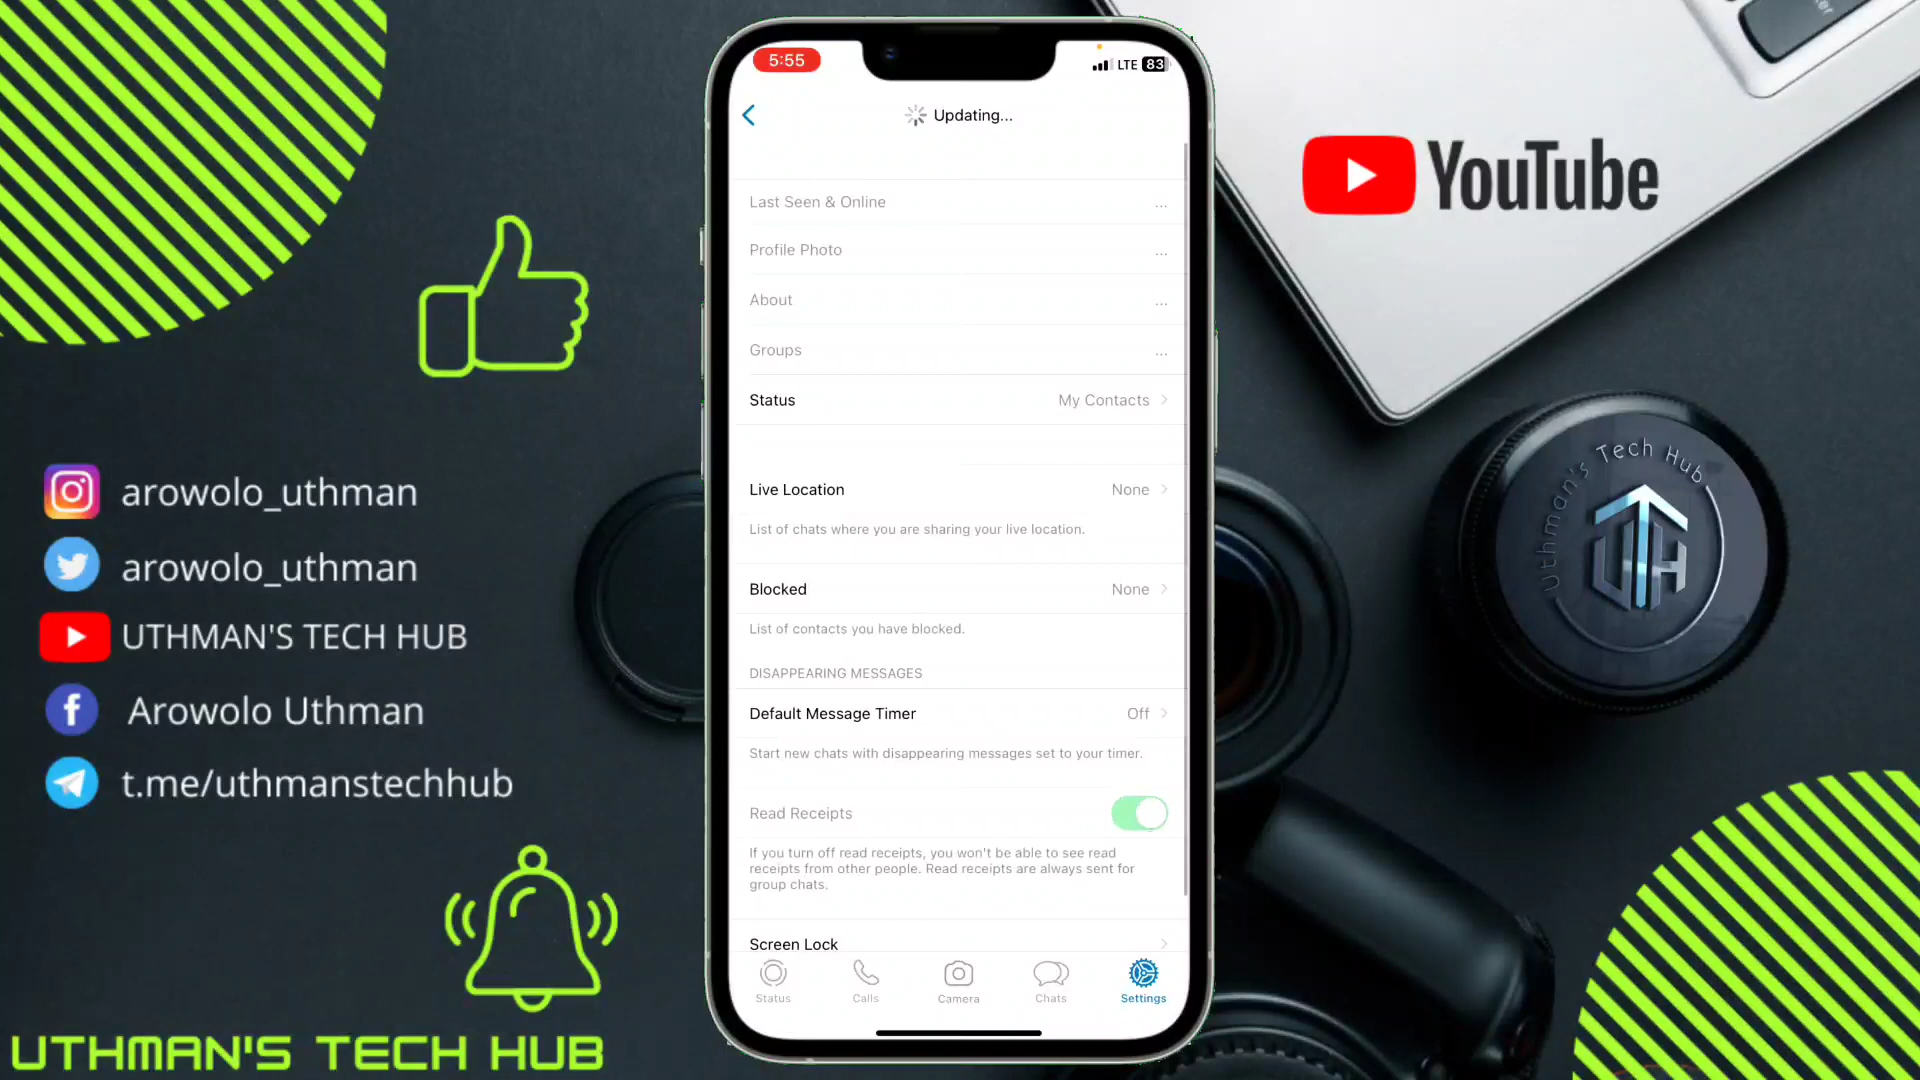 5:55
LTE 83
Updating...
Last Seen & Online ...
Profile Photo ...
About ...
Groups ...
Status My Contacts
Live Location None
List of chats where you are sharing your live location.
Blocked None
List of contacts you have blocked.
DISAPPEARING MESSAGES
Default Message Timer Off
Start new chats with disappearing messages set to your timer.
Read Receipts
If you turn off read receipts, you won't be able to see read
receipts from other people. Read receipts are always sent for
group chats.
Screen Lock
Status Calls Camera Chats Settings
arowolo_uthman
arowolo_uthman
UTHMAN'S TECH HUB
Arowolo Uthman
t.me/uthmanstechhub
UTHMAN'S TECH HUB
YouTube
Uthman's Tech Hub
UTH